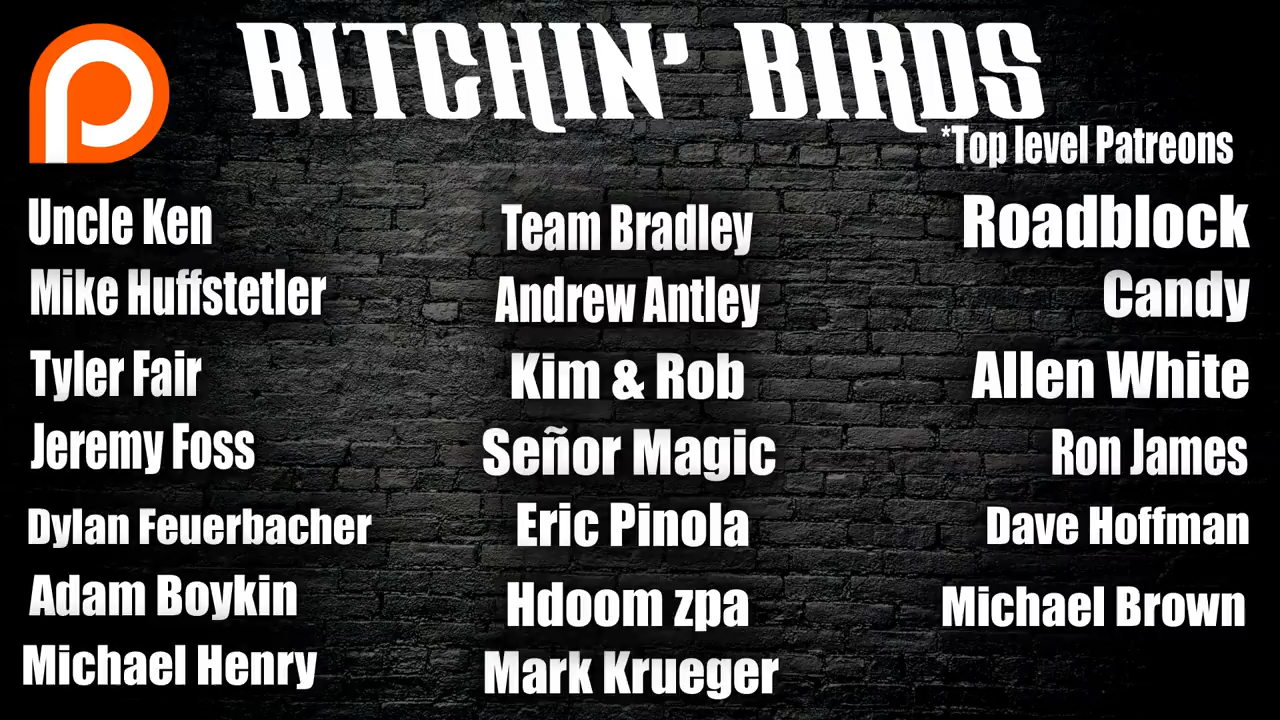 BITCHIN' BIRDS
*Top level Patreons
Uncle Ken
Mike Huffstetler
Tyler Fair
Jeremy Foss
Dylan Feuerbacher
Adam Boykin
Michael Henry
Team Bradley
Andrew Antley
Kim & Rob
Señor Magic
Eric Pinola
Hdoom zpa
Mark Krueger
Roadblock
Candy
Allen White
Ron James
Dave Hoffman
Michael Brown